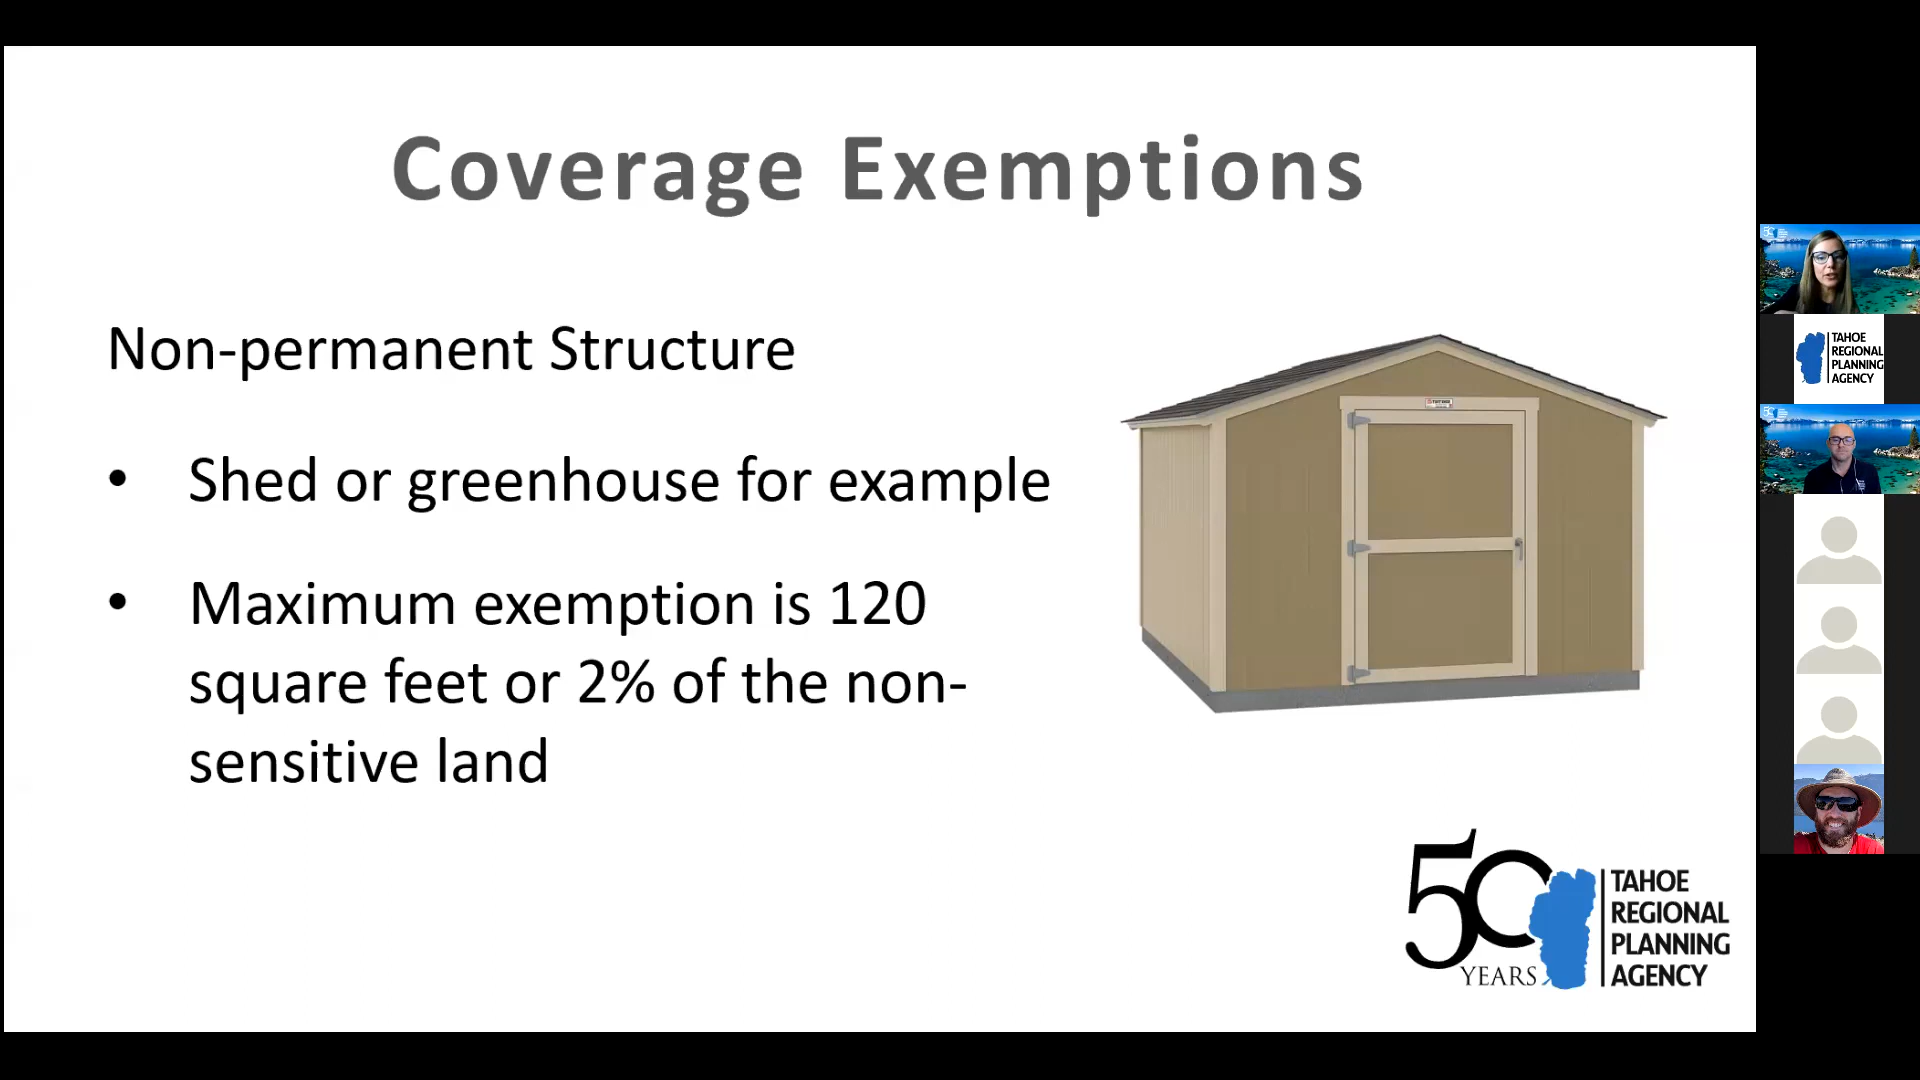 Coverage Exemptions
Non-permanent Structure
• Shed or greenhouse for example
• Maximum exemption is 120
square feet or 2% of the non-
sensitive land
50
YEARS
TAHOE
REGIONAL
PLANNING
AGENCY
TAHOE
REGIONAL
PLANNING
AGENCY